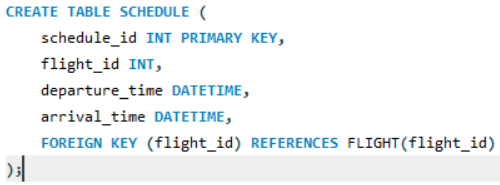 CREATE TABLE SCHEDULE (
    schedule_id INT PRIMARY KEY,
    flight_id INT,
    departure_time DATETIME,
    arrival_time DATETIME,
    FOREIGN KEY (flight_id) REFERENCES FLIGHT(flight_id)
);